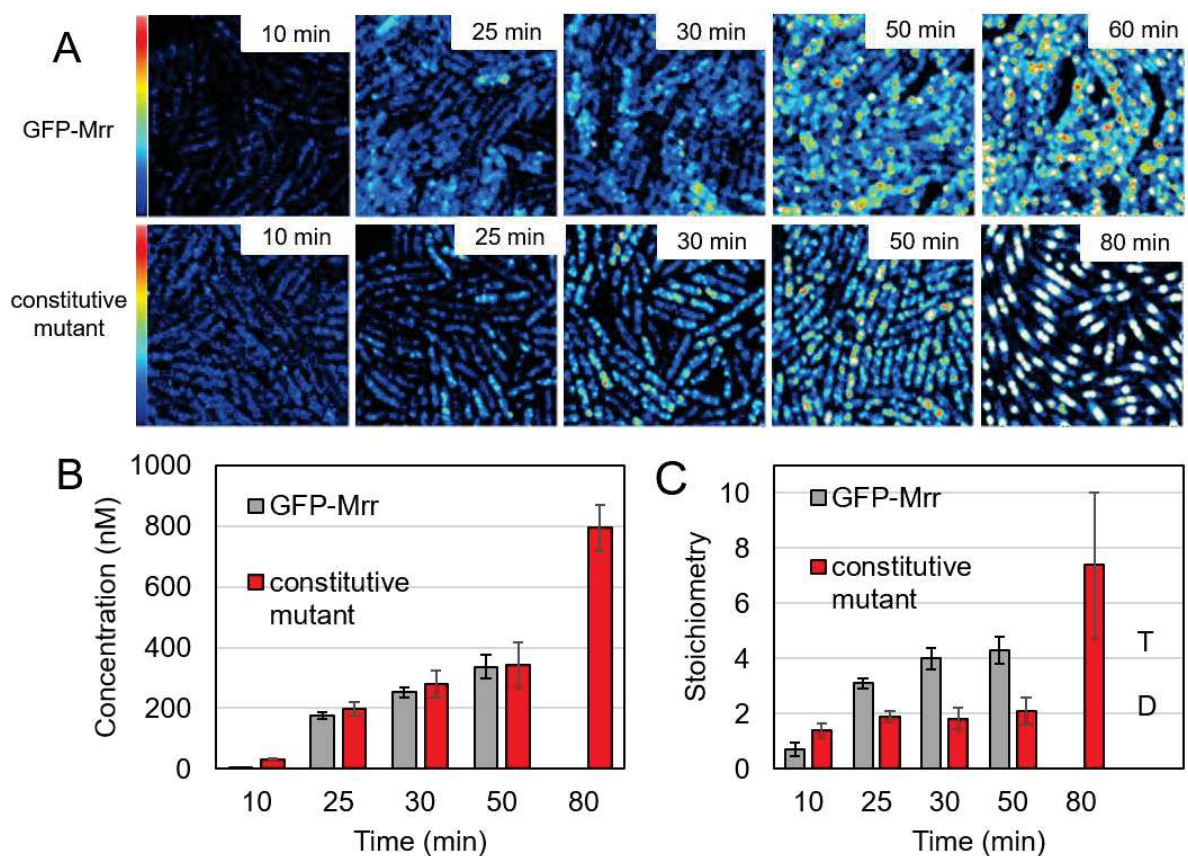 A
GFP-Mrr
10 min
25 min
30 min
50 min
60 min
constitutive
mutant
10 min
25 min
30 min
50 min
80 min
B
Concentration (nM)
1000
800
600
400
200
0
GFP-Mrr
constitutive
mutant
10 25 30 50 80
Time (min)
C
Stoichiometry
10
8
6
4
2
0
GFP-Mrr
constitutive
mutant
T
D
10 25 30 50 80
Time (min)